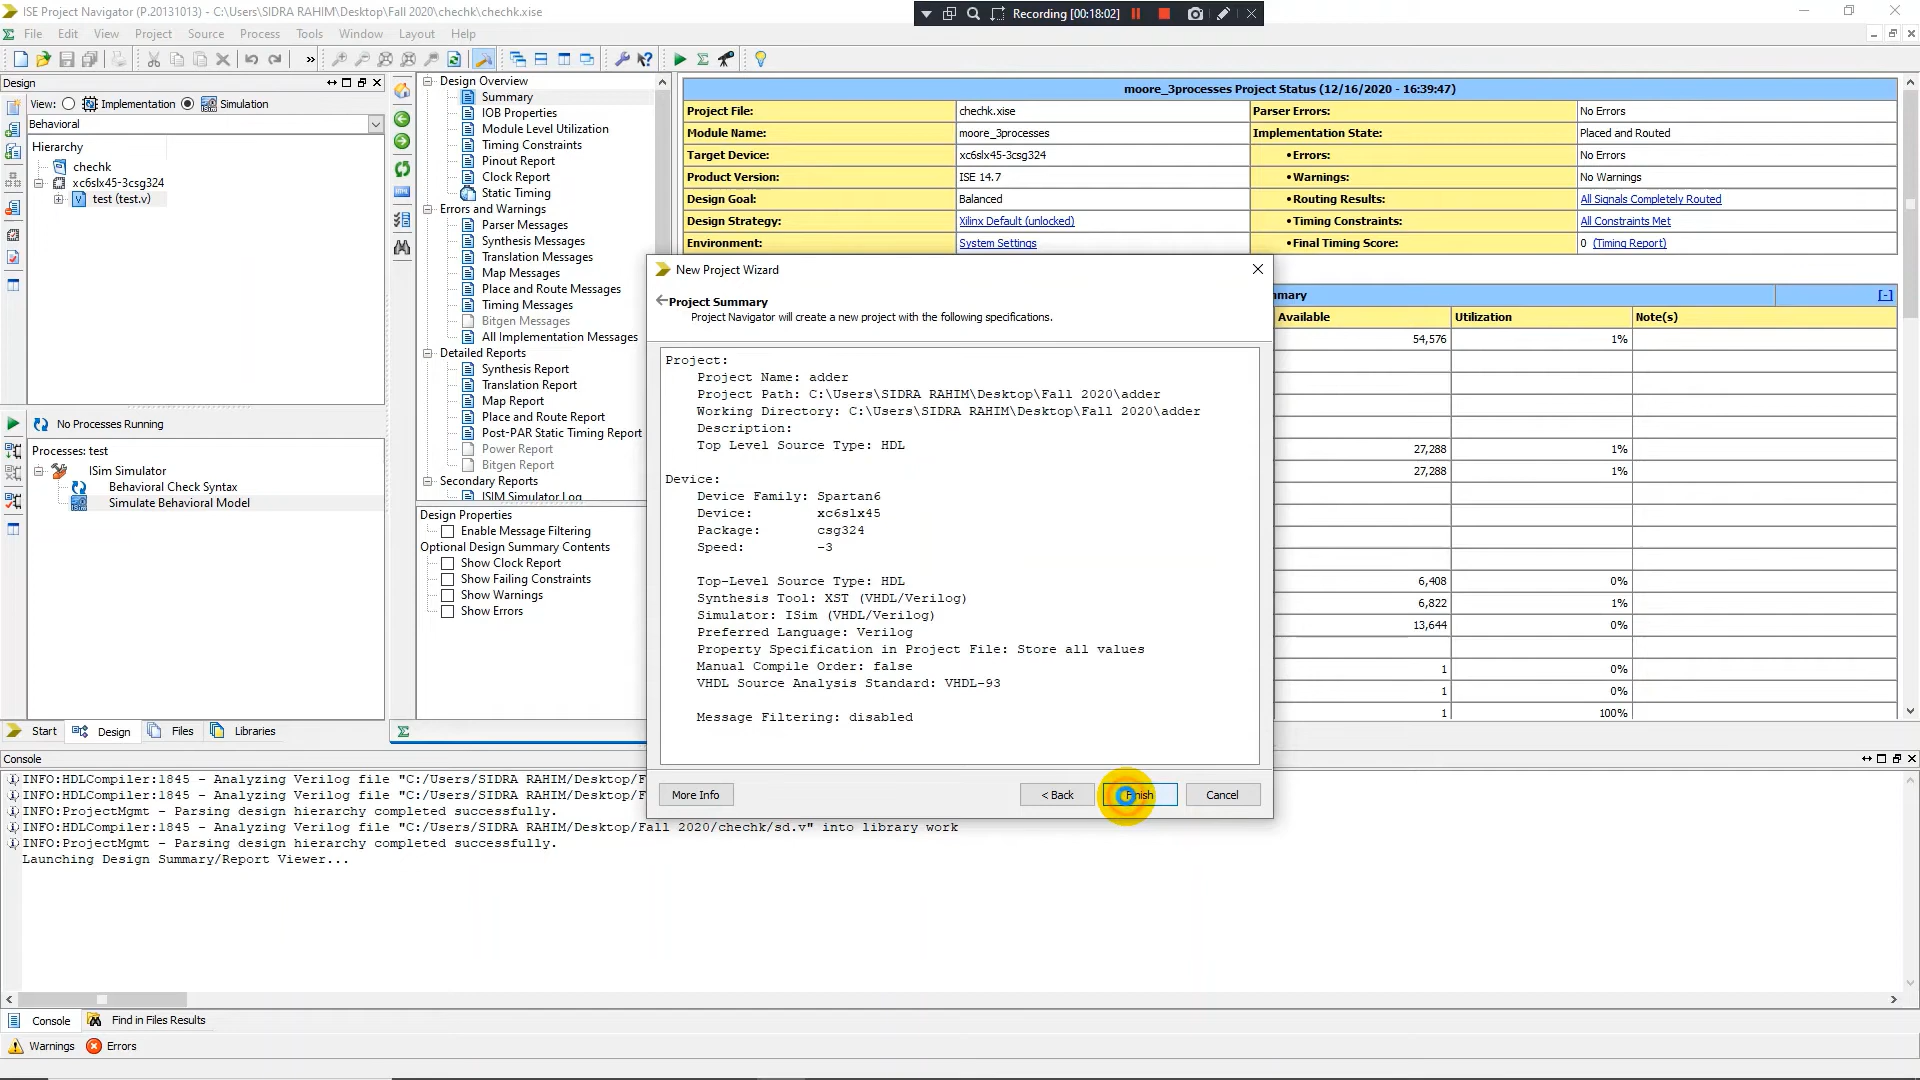 ISE Project Navigator (P.20131013) - C:\Users\SIDRA RAHIM\Desktop\Fall 2020\chechk\chechk.xise
Recording [00:18:02]
File Edit View Project Source Process Tools Window Layout Help
»
Design
View: Implementation Simulation
Behavioral
Hierarchy
chechk
xc6slx45-3csg324
test (test.v)
No Processes Running
Processes: test
ISim Simulator
Behavioral Check Syntax
Simulate Behavioral Model
Start Design Files Libraries
Design Overview
Summary
IOB Properties
Module Level Utilization
Timing Constraints
Pinout Report
Clock Report
Static Timing
Errors and Warnings
Parser Messages
Synthesis Messages
Translation Messages
Map Messages
Place and Route Messages
Timing Messages
Bitgen Messages
All Implementation Messages
Detailed Reports
Synthesis Report
Translation Report
Map Report
Place and Route Report
Post-PAR Static Timing Report
Power Report
Bitgen Report
Secondary Reports
ISIM Simulator Log
Design Properties
Enable Message Filtering
Optional Design Summary Contents
Show Clock Report
Show Failing Constraints
Show Warnings
Show Errors
moore_3processes Project Status (12/16/2020 - 16:39:47)
Project File: chechk.xise Parser Errors: No Errors
Module Name: moore_3processes Implementation State: Placed and Routed
Target Device: xc6slx45-3csg324 •Errors: No Errors
Product Version: ISE 14.7 •Warnings: No Warnings
Design Goal: Balanced •Routing Results: All Signals Completely Routed
Design Strategy: Xilinx Default (unlocked) •Timing Constraints: All Constraints Met
Environment: System Settings •Final Timing Score: 0 (Timing Report)
mmary [-]
Available Utilization Note(s)
54,576 1%
27,288 1%
27,288 1%
6,408 0%
6,822 1%
13,644 0%
1 0%
1 0%
1 100%
New Project Wizard
Project Summary
Project Navigator will create a new project with the following specifications.
Project:
Project Name: adder
Project Path: C:\Users\SIDRA RAHIM\Desktop\Fall 2020\adder
Working Directory: C:\Users\SIDRA RAHIM\Desktop\Fall 2020\adder
Description:
Top Level Source Type: HDL
Device:
Device Family: Spartan6
Device: xc6slx45
Package: csg324
Speed: -3
Top-Level Source Type: HDL
Synthesis Tool: XST (VHDL/Verilog)
Simulator: ISim (VHDL/Verilog)
Preferred Language: Verilog
Property Specification in Project File: Store all values
Manual Compile Order: false
VHDL Source Analysis Standard: VHDL-93
Message Filtering: disabled
More Info < Back Finish Cancel
Console
INFO:HDLCompiler:1845 - Analyzing Verilog file "C:/Users/SIDRA RAHIM/Desktop/F
INFO:HDLCompiler:1845 - Analyzing Verilog file "C:/Users/SIDRA RAHIM/Desktop/F
INFO:ProjectMgmt - Parsing design hierarchy completed successfully.
INFO:HDLCompiler:1845 - Analyzing Verilog file "C:/Users/SIDRA RAHIM/Desktop/Fall 2020/chechk/sd.v" into library work
INFO:ProjectMgmt - Parsing design hierarchy completed successfully.
Launching Design Summary/Report Viewer...
Console Find in Files Results
Warnings Errors